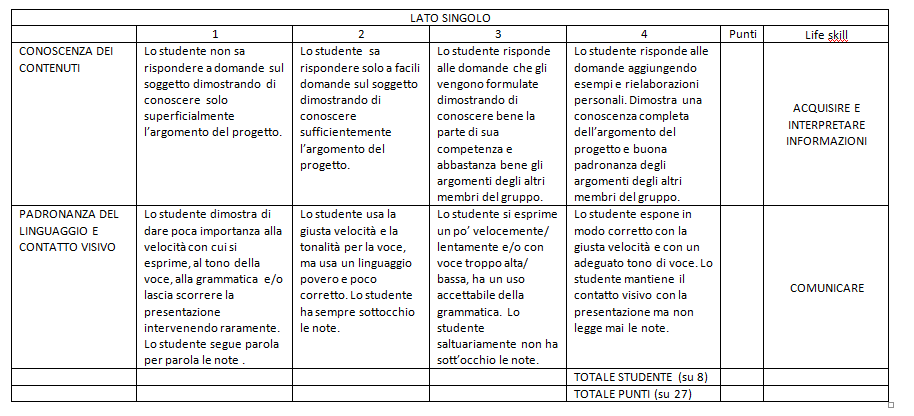 LATO SINGOLO
1 2 3 4 Punti Life skill
CONOSCENZA DEI
CONTENUTI
Lo studente non sa
rispondere a domande sul
soggetto dimostrando di
conoscere solo
superficialmente
l’argomento del progetto.
Lo studente sa
rispondere solo a facili
domande sul soggetto
dimostrando di
conoscere
sufficientemente
l’argomento del
progetto.
Lo studente risponde
alle domande che gli
vengono formulate
dimostrando di
conoscere bene la
parte di sua
competenza e
abbastanza bene gli
argomenti degli altri
membri del gruppo.
Lo studente risponde alle
domande aggiungendo
esempi e rielaborazioni
personali. Dimostra una
conoscenza completa
dell’argomento del
progetto e buona
padronanza degli
argomenti degli altri
membri del gruppo.
ACQUISIRE E
INTERPRETARE
INFORMAZIONI
PADRONANZA DEL
LINGUAGGIO E
CONTATTO VISIVO
Lo studente dimostra di
dare poca importanza alla
velocità con cui si
esprime, al tono della
voce, alla grammatica e/o
lascia scorrere la
presentazione
intervenendo raramente.
Lo studente segue parola
per parola le note .
Lo studente usa la
giusta velocità e la
tonalità per la voce,
ma usa un linguaggio
povero e poco
corretto. Lo studente
ha sempre sottocchio
le note.
Lo studente si esprime
un po’ velocemente/
lentamente e/o con
voce troppo alta/
bassa, ha un uso
accettabile della
grammatica. Lo
studente
saltuariamente non ha
sott’occhio le note.
Lo studente espone in
modo corretto con la
giusta velocità e con un
adeguato tono di voce. Lo
studente mantiene il
contatto visivo con la
presentazione ma non
legge mai le note.
COMUNICARE
TOTALE STUDENTE (su 8)
TOTALE PUNTI (su 27)